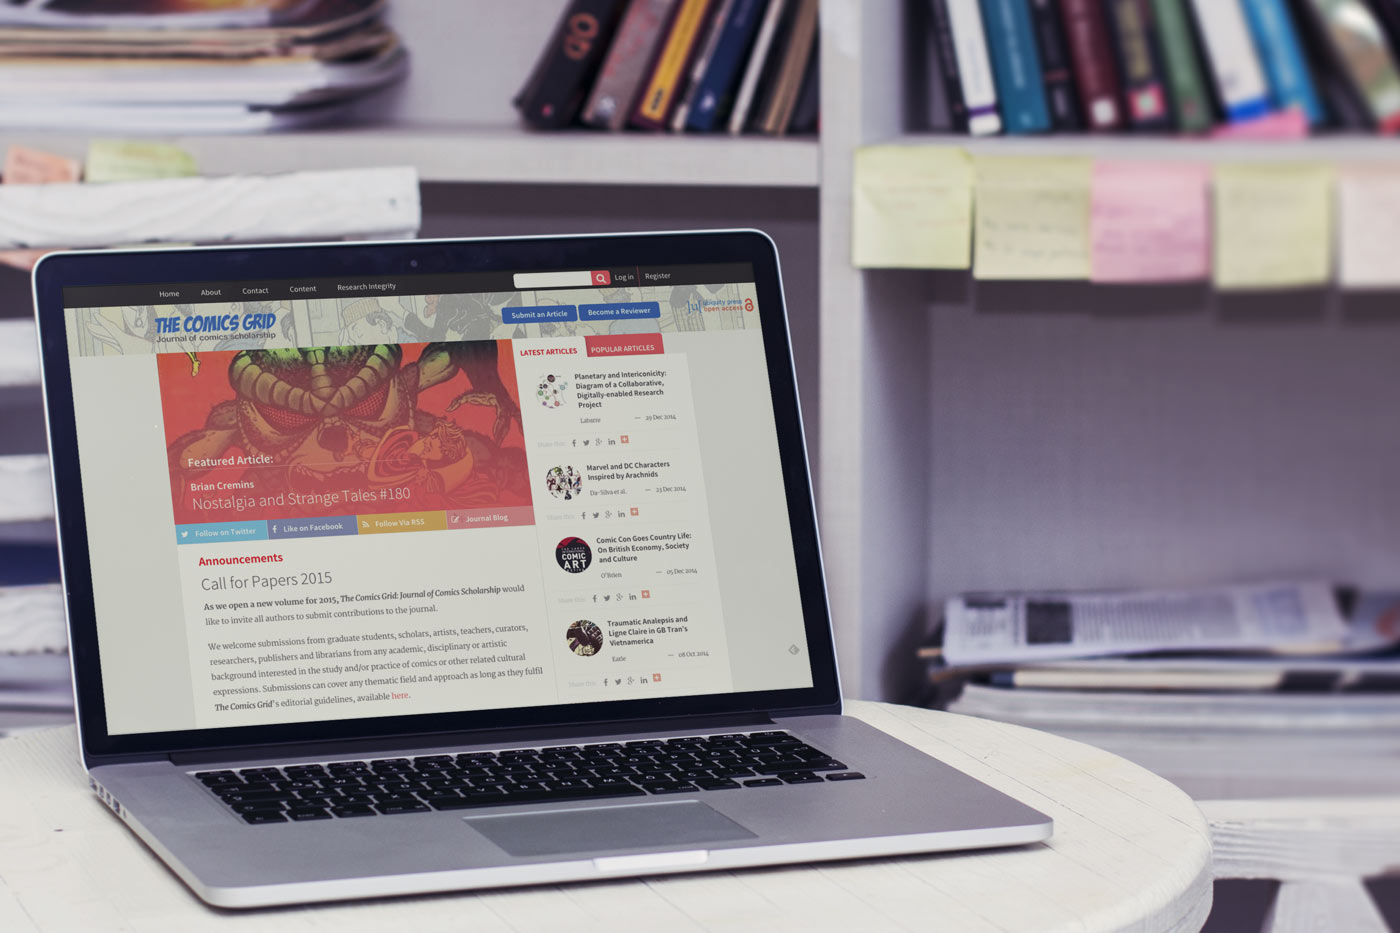 GO
Home About Contact Content Research Integrity Log in Register
THE COMICS GRID
Journal of comics scholarship
Submit an Article Become a Reviewer
]u[ ubiquity press
open access
Featured Article:
Brian Cremins
Nostalgia and Strange Tales #180
Follow on Twitter Like on Facebook Follow Via RSS Journal Blog
Announcements
Call for Papers 2015
As we open a new volume for 2015, The Comics Grid: Journal of Comics Scholarship would
like to invite all authors to submit contributions to the journal.
We welcome submissions from graduate students, scholars, artists, teachers, curators,
researchers, publishers and librarians from any academic, disciplinary or artistic
background interested in the study and/or practice of comics or other related cultural
expressions. Submissions can cover any thematic field and approach as long as they fulfil
The Comics Grid's editorial guidelines, available here.
LATEST ARTICLES POPULAR ARTICLES
Planetary and Intericonicity:
Diagram of a Collaborative,
Digitally-enabled Research
Project
Labarre — 29 Dec 2014
Share this:
Marvel and DC Characters
Inspired by Arachnids
Da-Silva et al. — 23 Dec 2014
Share this:
COMIC
ART
Comic Con Goes Country Life:
On British Economy, Society
and Culture
O'Brien — 05 Dec 2014
Share this:
Traumatic Analepsis and
Ligne Claire in GB Tran's
Vietnamerica
Earle — 08 Oct 2014
Share this: